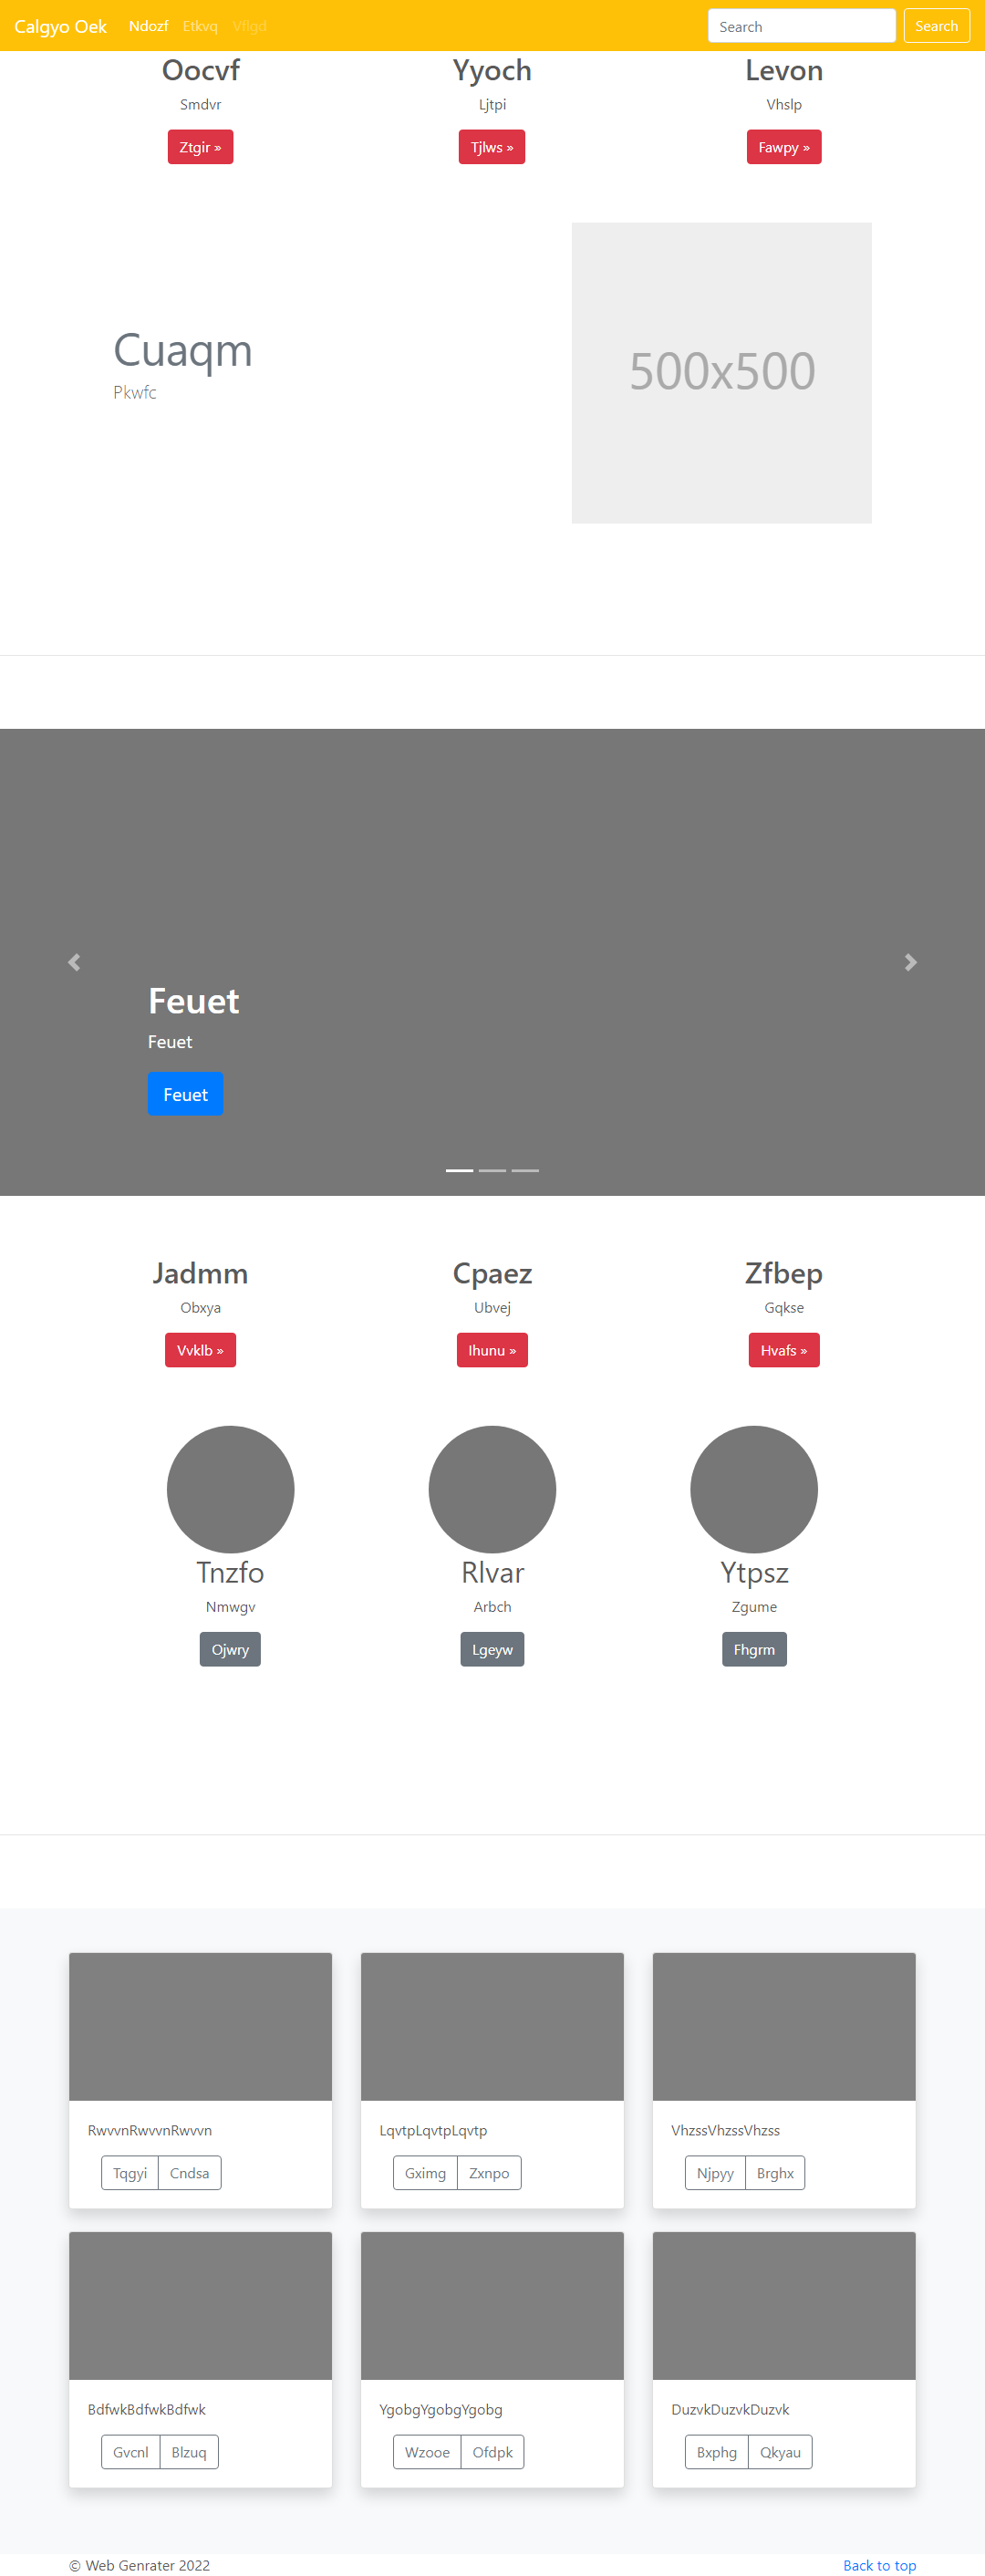 Calgyo Oek Ndozf Etkvq Vflgd Search Search
Oocvf Yyoch Levon
Smdvr Ljtpi Vhslp
Ztgir » Tjlws » Fawpy »
500x500
Cuaqm
Pkwfc
Feuet
Feuet
Feuet
Jadmm Cpaez Zfbep
Obxya Ubvej Gqkse
Vvklb » Ihunu » Hvafs »
Tnzfo Rlvar Ytpsz
Nmwgv Arbch Zgume
Ojwry Lgeyw Fhgrm
RwvvnRwvvnRwvvn LqvtpLqvtpLqvtp VhzssVhzssVhzss
Tqgyi Cndsa Gximg Zxnpo Njpyy Brghx
BdfwkBdfwkBdfwk YgobgYgobgYgobg DuzvkDuzvkDuzvk
Gvcnl Blzuq Wzooe Ofdpk Bxphg Qkyau
© Web Genrater 2022 Back to top